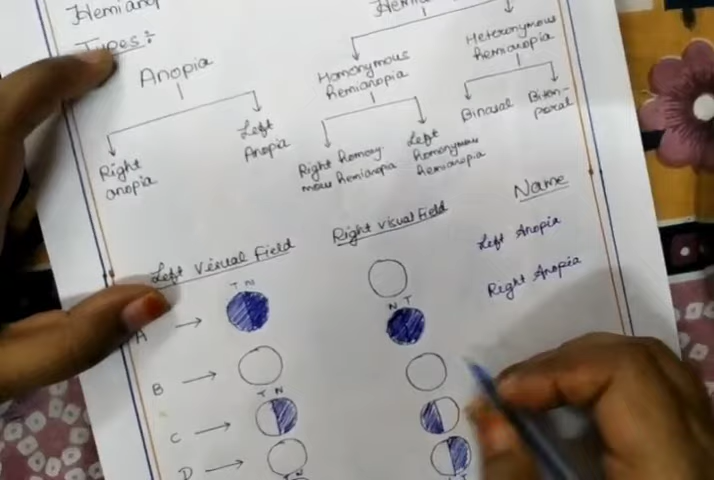 Hemianop
Hemi
Types:
Anopia
Right
anopia
Left
Anopia
Homonymous
hemianopia
Right homony-
mous hemianopia
Left
homonymous
hemianopia
Heteronymous
hemianopia
Binasal
Bitem-
poral
Left Visual Field
Right visual Field
Name
A
T N
N T
Left Anopia
B
Right Anopia
C
T N
D